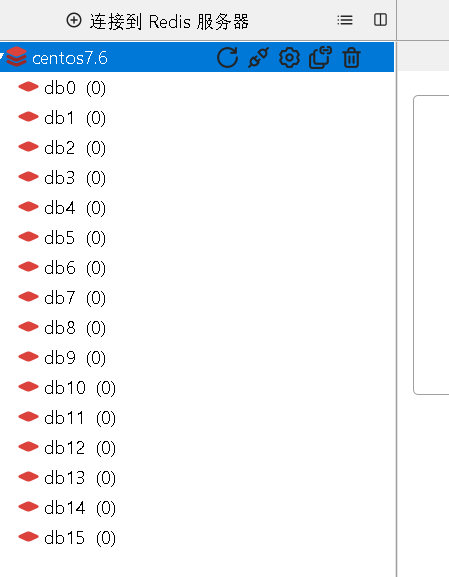 连接到 Redis 服务器
centos7.6
db0 (0)
db1 (0)
db2 (0)
db3 (0)
db4 (0)
db5 (0)
db6 (0)
db7 (0)
db8 (0)
db9 (0)
db10 (0)
db11 (0)
db12 (0)
db13 (0)
db14 (0)
db15 (0)